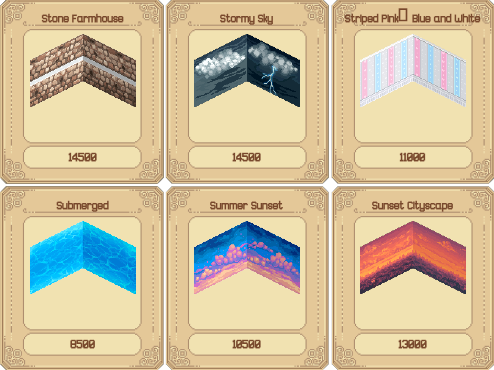 Stone Farmhouse
14500
Stormy Sky
14500
Striped Pink▯ Blue and White
11000
Submerged
8500
Summer Sunset
10500
Sunset Cityscape
13000